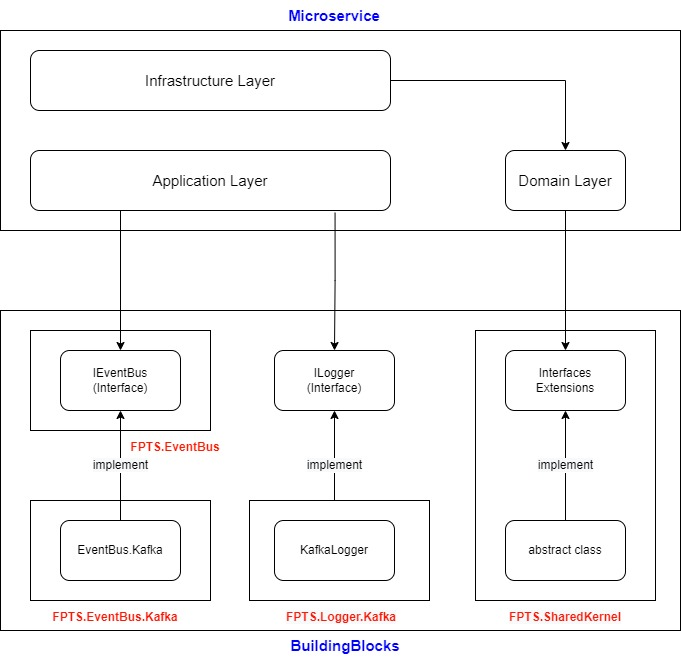 Microservice
Infrastructure Layer
Application Layer
Domain Layer
IEventBus
(Interface)
ILogger
(Interface)
Interfaces
Extensions
FPTS.EventBus
implement
implement
implement
EventBus.Kafka
KafkaLogger
abstract class
FPTS.EventBus.Kafka
FPTS.Logger.Kafka
FPTS.SharedKernel
BuildingBlocks